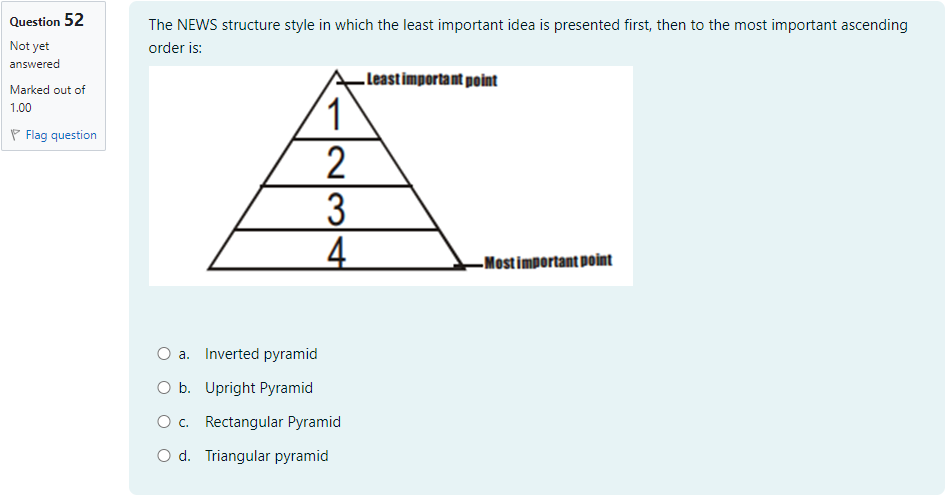 Question 52
Not yet
answered
Marked out of
1.00
Flag question
The NEWS structure style in which the least important idea is presented first, then to the most important ascending
order is:
Least important point
1
2
3
4
Most important point
a. Inverted pyramid
b. Upright Pyramid
c. Rectangular Pyramid
d. Triangular pyramid